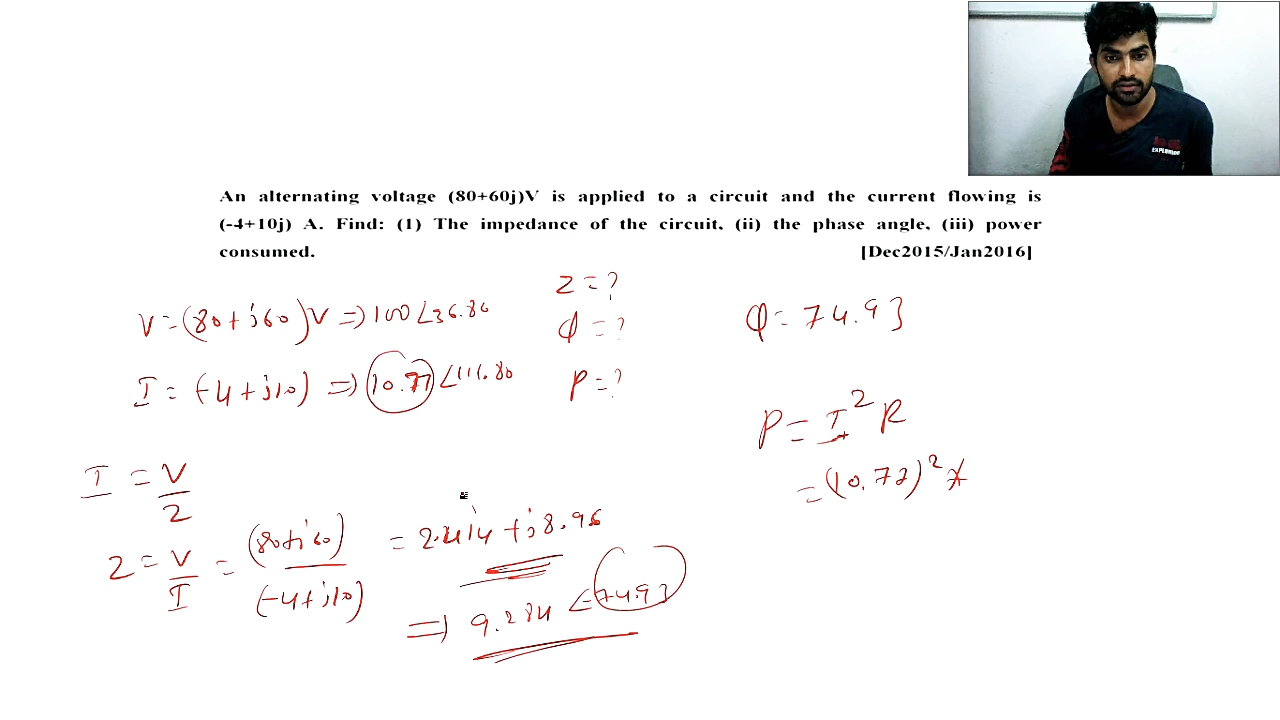 An alternating voltage (80+60j)V is applied to a circuit and the current flowing is
(-4+10j) A. Find: (1) The impedance of the circuit, (ii) the phase angle, (iii) power
consumed. [Dec2015/Jan2016]
V = (80+j60)V => 100∠36.86
I = (-4+j10) => 10.77∠111.80
Z = ?
φ = ?
P = ?
I = V/Z
Z = V/I = (80+j60)/(-4+j10) = 2.414 + j8.96
=> 9.284 ∠-74.93
φ = 74.93
P = I² R
= (10.77)² ×
EXPLORER